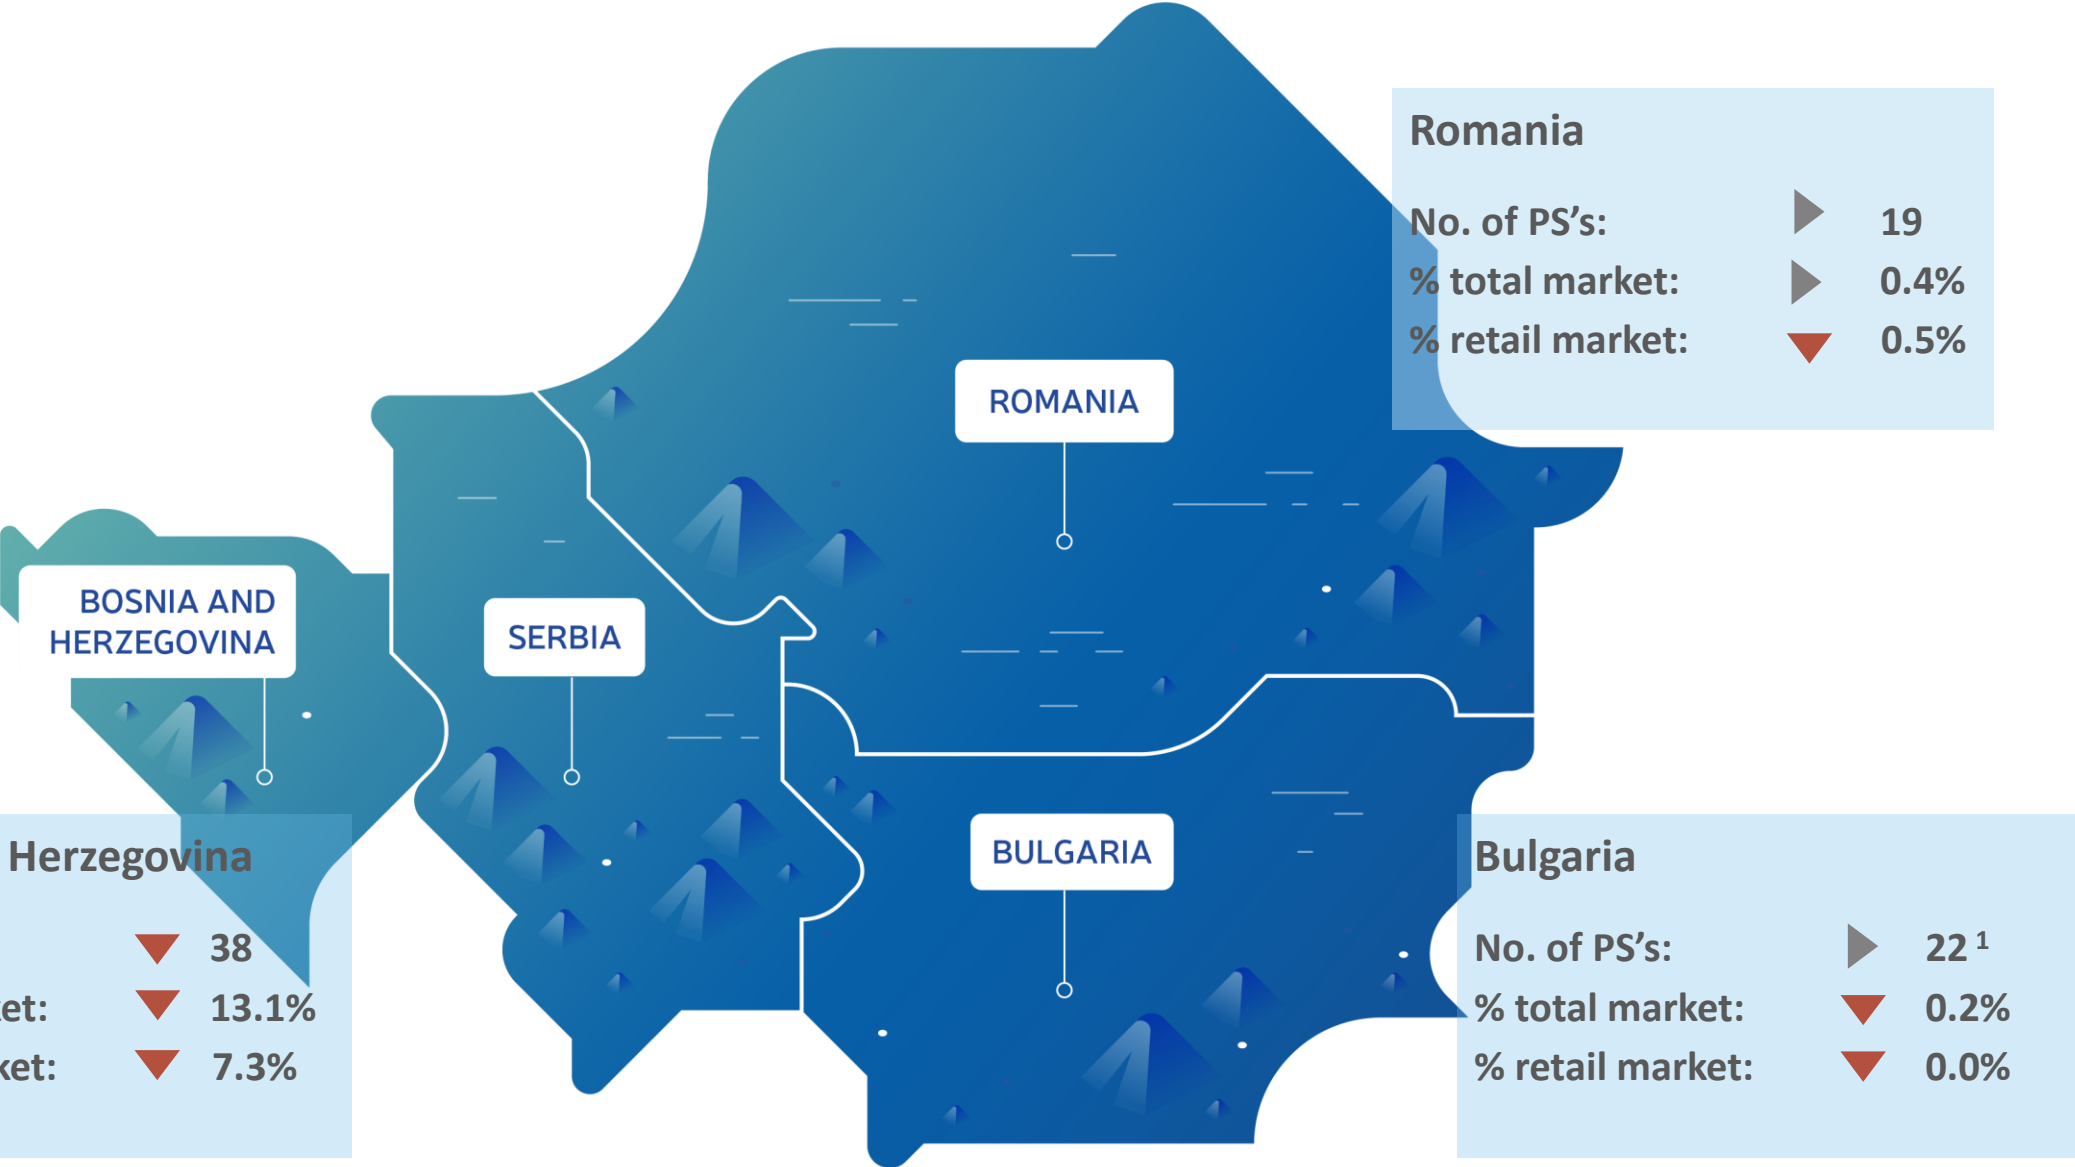 Romania
No. of PS's: 19
% total market: 0.4%
% retail market: 0.5%
ROMANIA
BOSNIA AND
HERZEGOVINA
SERBIA
BULGARIA
Herzegovina
38
13.1%
7.3%
Bulgaria
No. of PS's: 22 ¹
% total market: 0.2%
% retail market: 0.0%